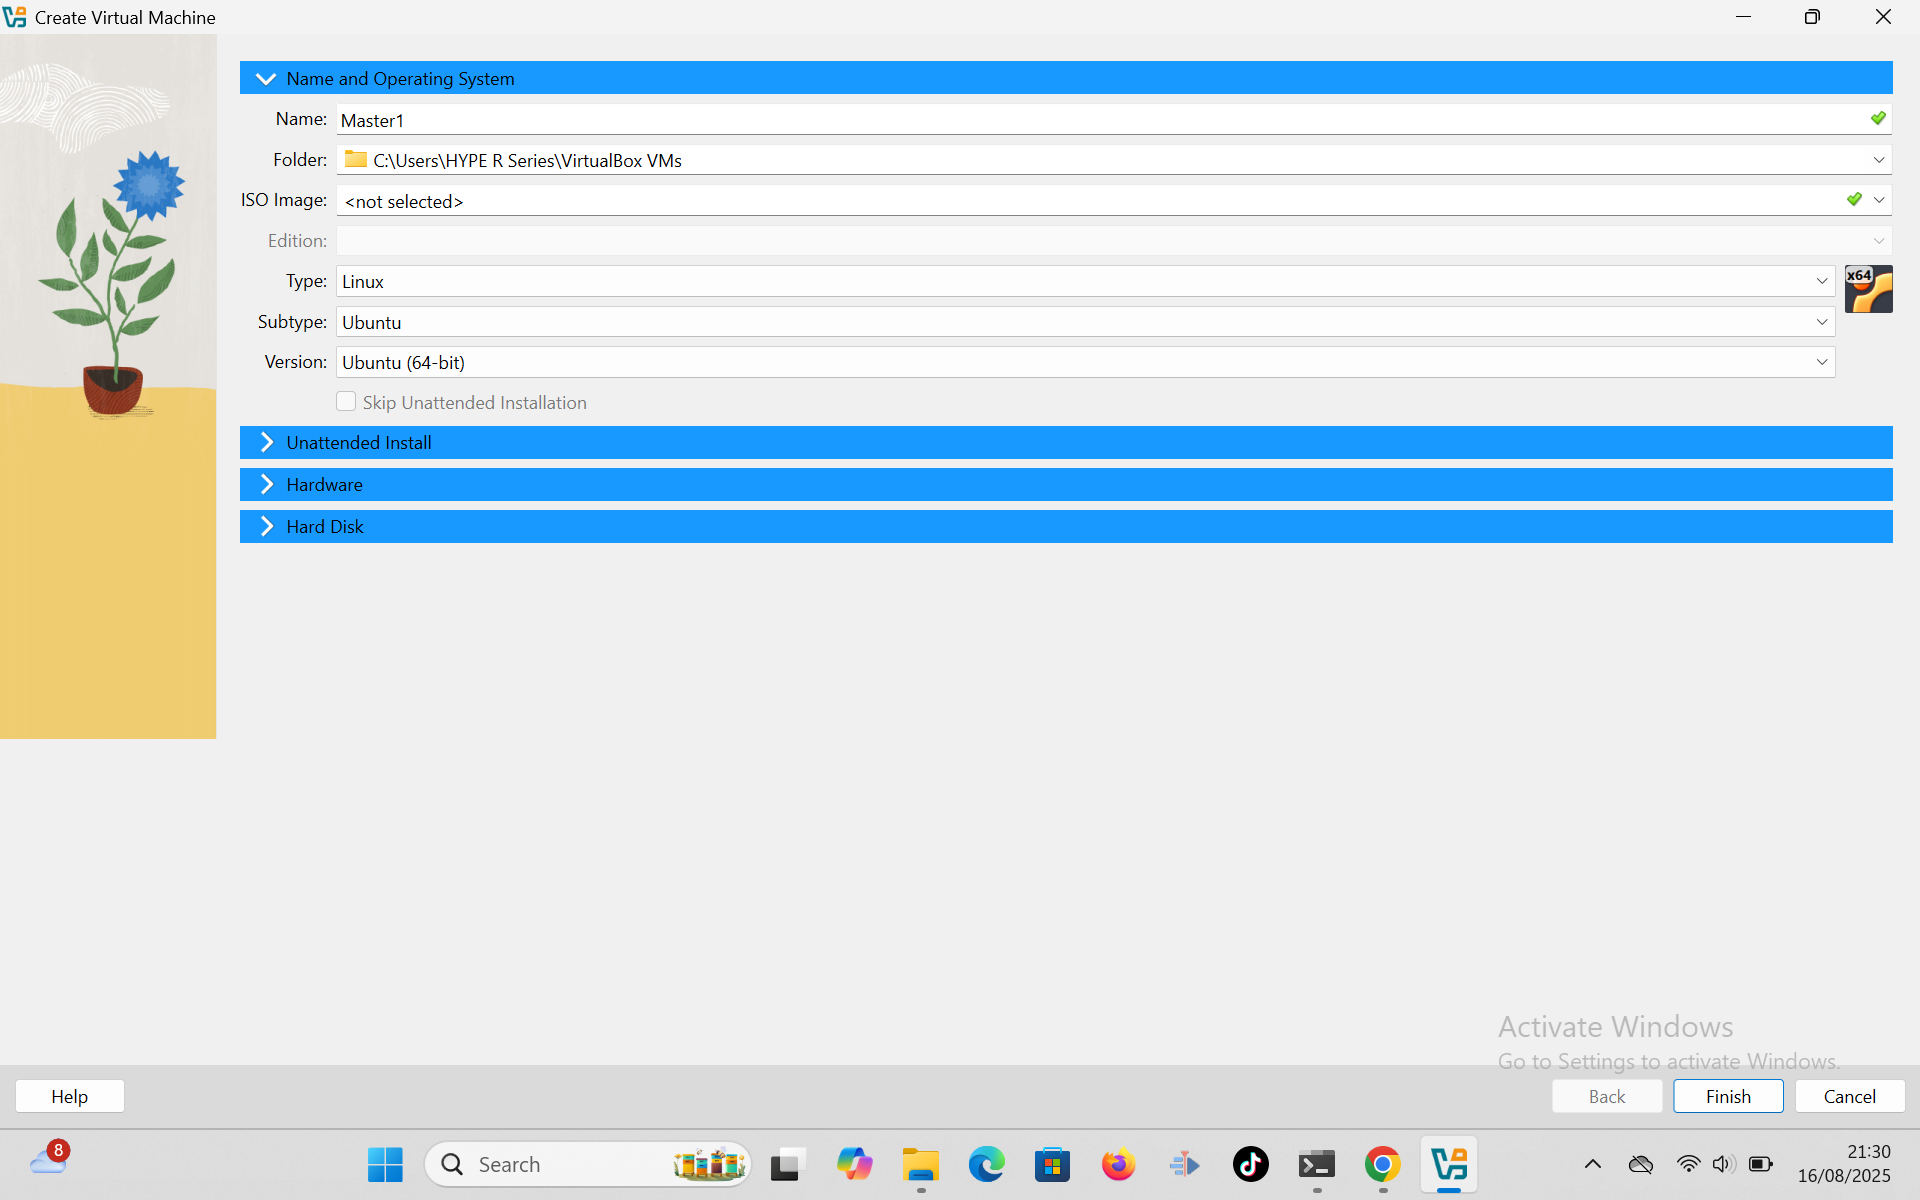 Create Virtual Machine
Name and Operating System
Name: Master1
Folder: C:\Users\HYPE R Series\VirtualBox VMs
ISO Image: <not selected>
Edition:
Type: Linux
x64
Subtype: Ubuntu
Version: Ubuntu (64-bit)
Skip Unattended Installation
Unattended Install
Hardware
Hard Disk
Activate Windows
Go to Settings to activate Windows.
Help
Back
Finish
Cancel
8
Search
21:30
16/08/2025